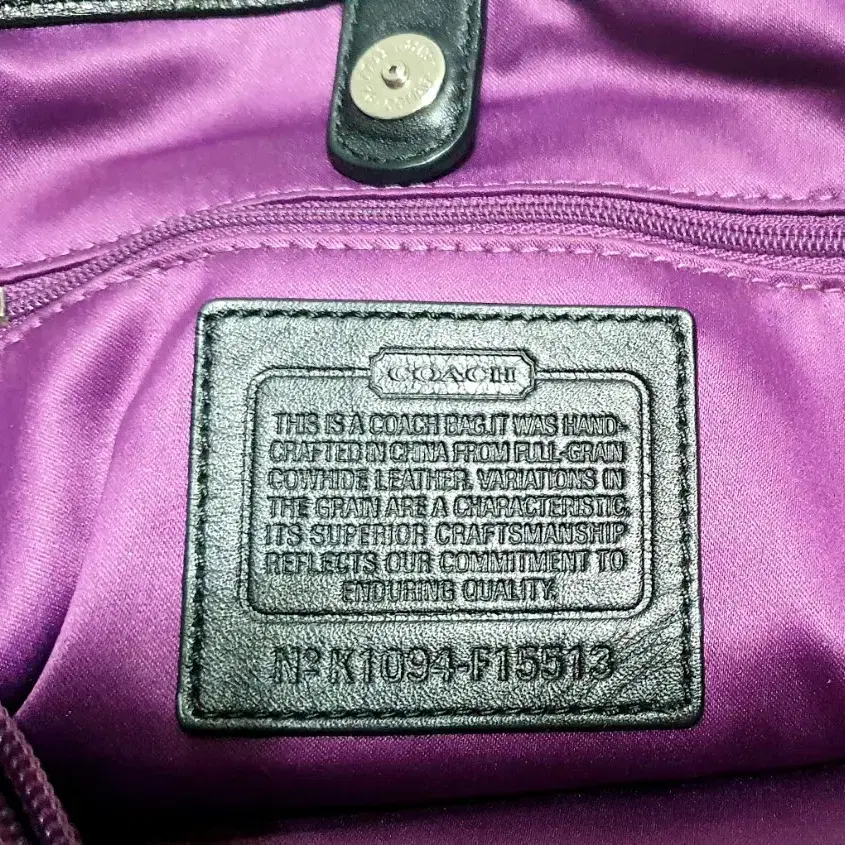 COACH
THIS IS A COACH BAG.IT WAS HAND-
CRAFTED IN CHINA FROM FULL-GRAIN
COWHIDE LEATHER. VARIATIONS IN
THE GRAIN ARE A CHARACTERISTIC.
ITS SUPERIOR CRAFTSMANSHIP
REFLECTS OUR COMMITMENT TO
ENDURING QUALITY.
Nº K1094-F15513